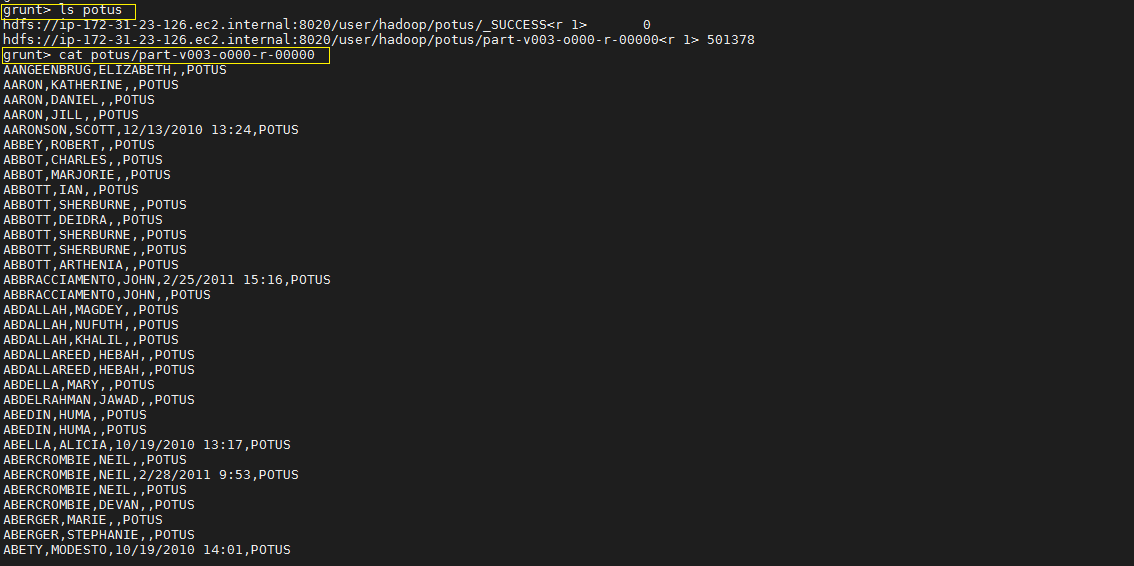 grunt> ls potus
hdfs://ip-172-31-23-126.ec2.internal:8020/user/hadoop/potus/_SUCCESS<r 1>	0
hdfs://ip-172-31-23-126.ec2.internal:8020/user/hadoop/potus/part-v003-o000-r-00000<r 1>	501378
grunt> cat potus/part-v003-o000-r-00000
AANGEENBRUG,ELIZABETH,,POTUS
AARON,KATHERINE,,POTUS
AARON,DANIEL,,POTUS
AARON,JILL,,POTUS
AARONSON,SCOTT,12/13/2010 13:24,POTUS
ABBEY,ROBERT,,POTUS
ABBOT,CHARLES,,POTUS
ABBOT,MARJORIE,,POTUS
ABBOTT,IAN,,POTUS
ABBOTT,SHERBURNE,,POTUS
ABBOTT,DEIDRA,,POTUS
ABBOTT,SHERBURNE,,POTUS
ABBOTT,SHERBURNE,,POTUS
ABBOTT,ARTHENIA,,POTUS
ABBRACCIAMENTO,JOHN,2/25/2011 15:16,POTUS
ABBRACCIAMENTO,JOHN,,POTUS
ABDALLAH,MAGDEY,,POTUS
ABDALLAH,NUFUTH,,POTUS
ABDALLAH,KHALIL,,POTUS
ABDALLAREED,HEBAH,,POTUS
ABDALLAREED,HEBAH,,POTUS
ABDELLA,MARY,,POTUS
ABDELRAHMAN,JAWAD,,POTUS
ABEDIN,HUMA,,POTUS
ABEDIN,HUMA,,POTUS
ABELLA,ALICIA,10/19/2010 13:17,POTUS
ABERCROMBIE,NEIL,,POTUS
ABERCROMBIE,NEIL,2/28/2011 9:53,POTUS
ABERCROMBIE,NEIL,,POTUS
ABERCROMBIE,DEVAN,,POTUS
ABERGER,MARIE,,POTUS
ABERGER,STEPHANIE,,POTUS
ABETY,MODESTO,10/19/2010 14:01,POTUS